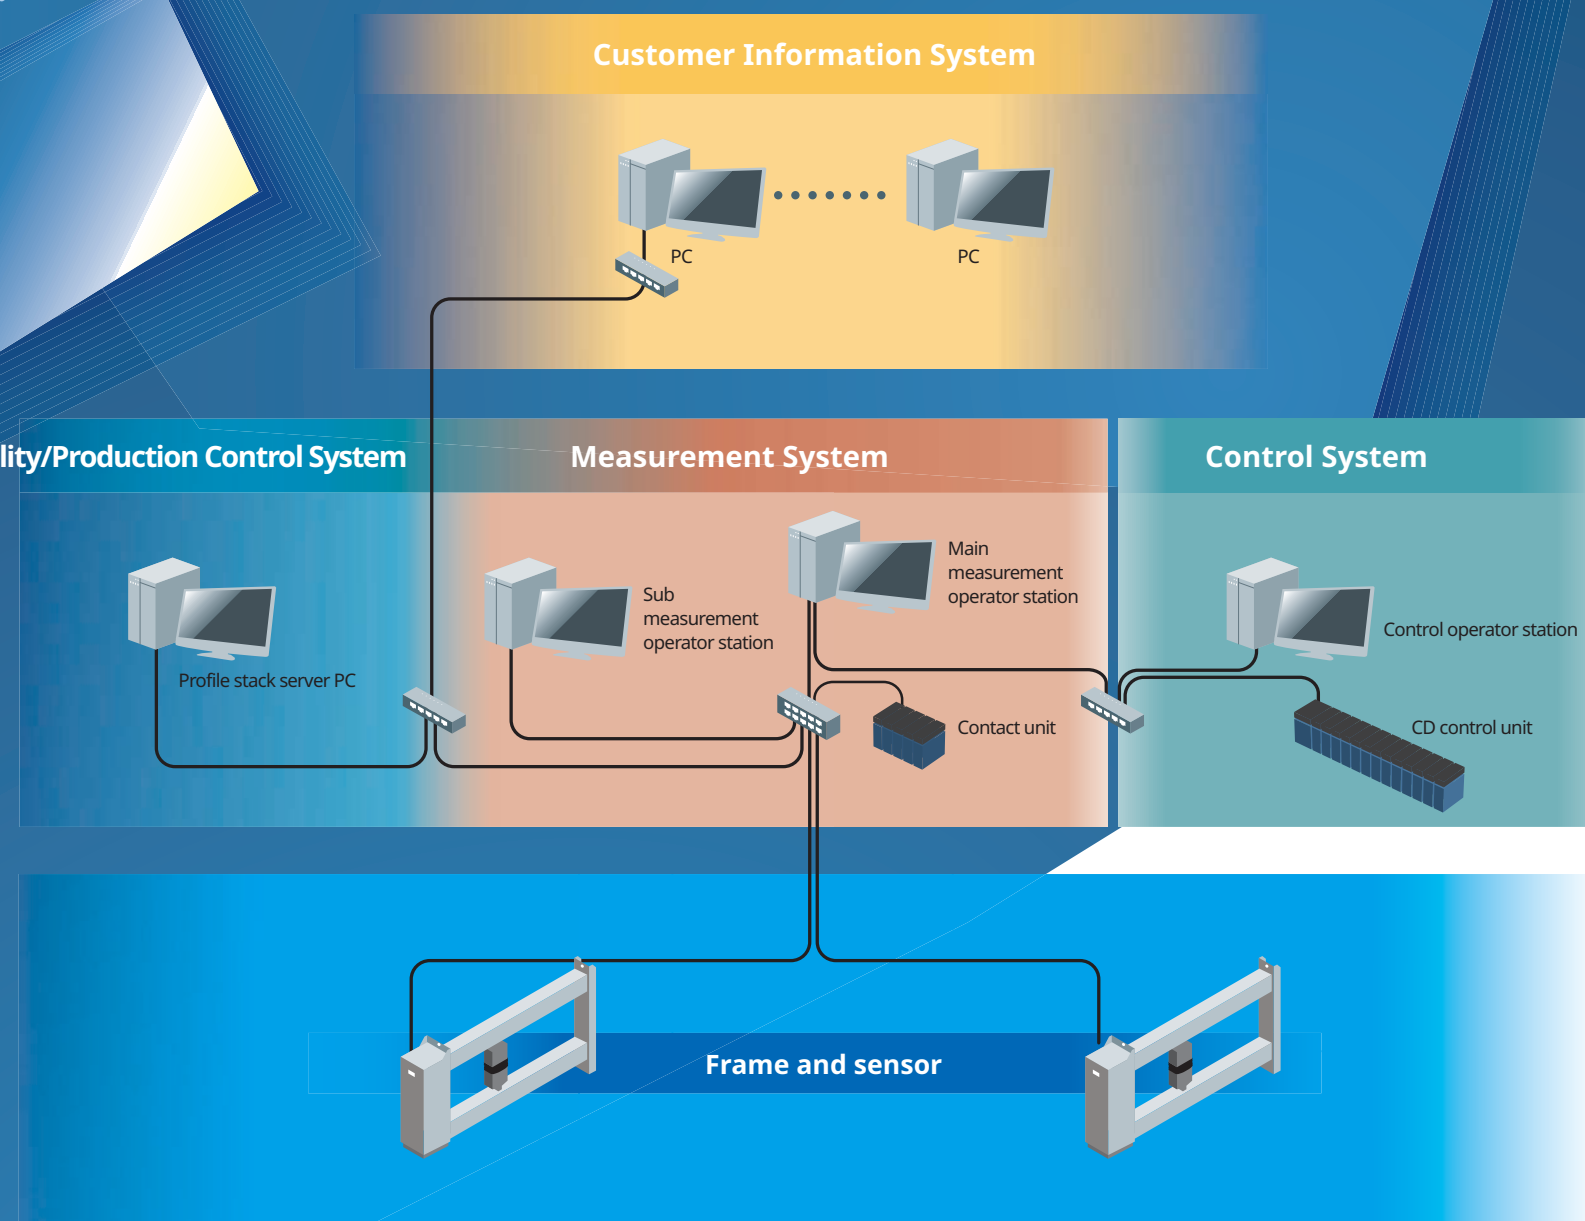 Customer Information System
PC
PC
lity/Production Control System
Measurement System
Control System
Profile stack server PC
Sub
measurement
operator station
Main
measurement
operator station
Contact unit
Control operator station
CD control unit
Frame and sensor